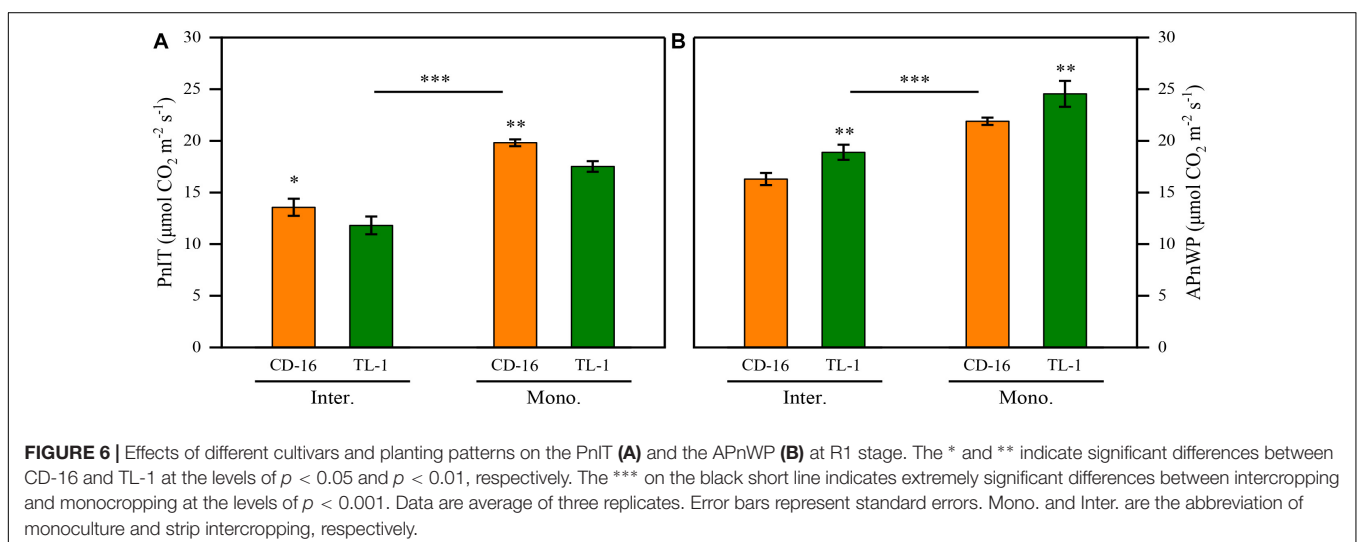 A
B
30
25
20
15
10
5
0
PnIT (μmol CO₂ m⁻² s⁻¹)
*
***
**
CD-16 TL-1 CD-16 TL-1
Inter. Mono.
**
***
**
CD-16 TL-1 CD-16 TL-1
Inter. Mono.
30
25
20
15
10
5
0
APnWP (μmol CO₂ m⁻² s⁻¹)
FIGURE 6 | Effects of different cultivars and planting patterns on the PnIT (A) and the APnWP (B) at R1 stage. The * and ** indicate significant differences between
CD-16 and TL-1 at the levels of p < 0.05 and p < 0.01, respectively. The *** on the black short line indicates extremely significant differences between intercropping
and monocropping at the levels of p < 0.001. Data are average of three replicates. Error bars represent standard errors. Mono. and Inter. are the abbreviation of
monoculture and strip intercropping, respectively.